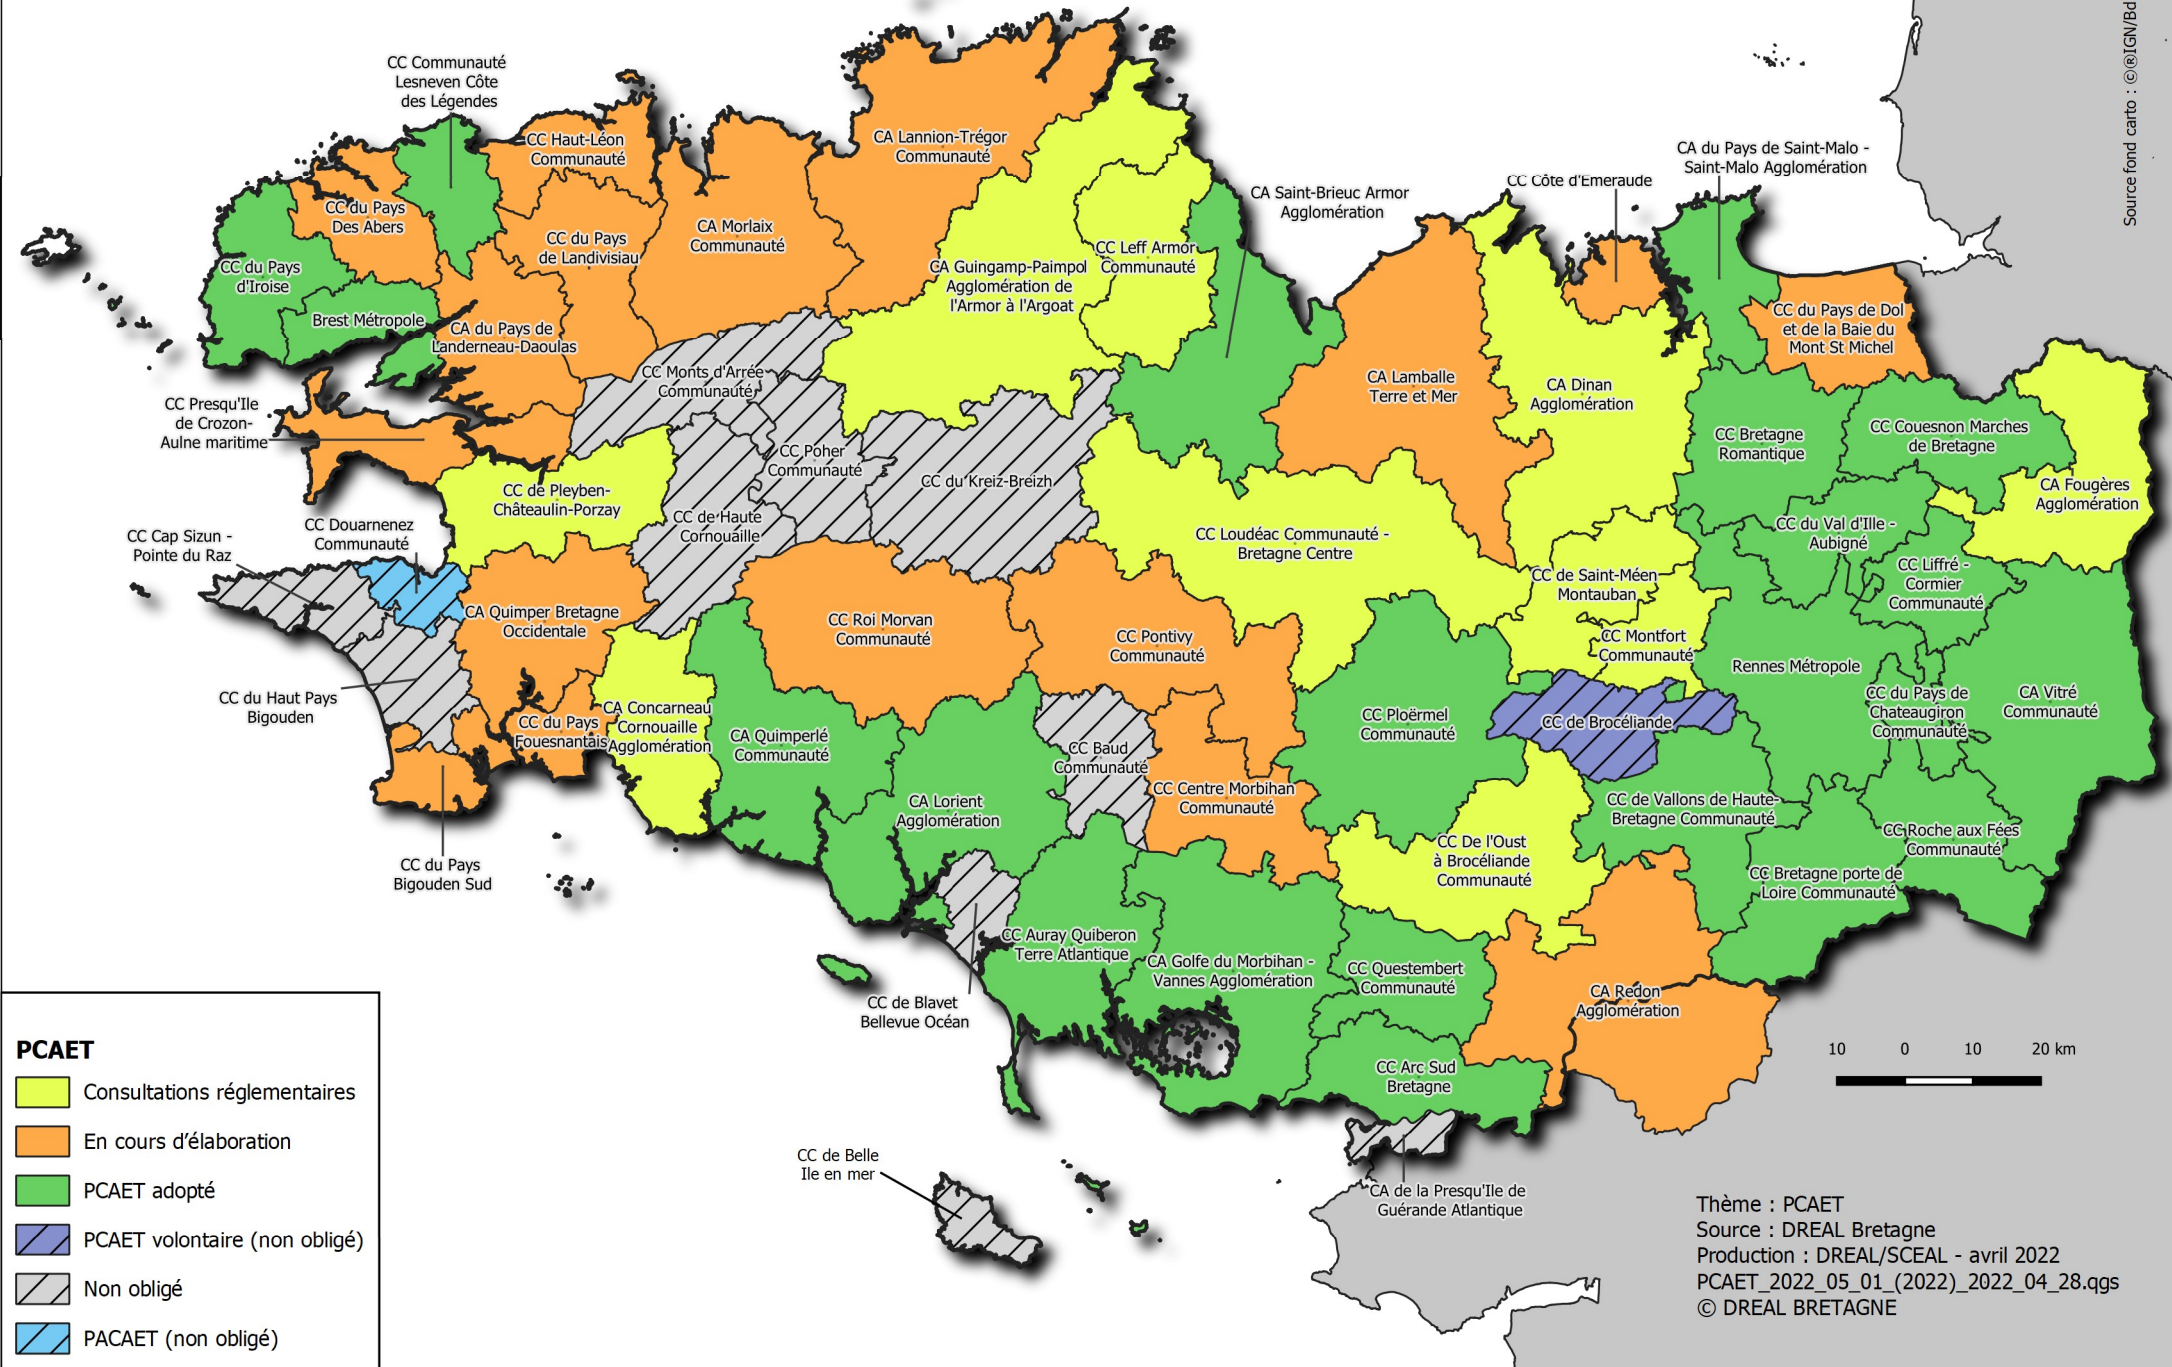 Source fond carto : ©®IGN/Bd
CC Communauté
Lesneven Côte
des Légendes
CC Haut-Léon
Communauté
CA Lannion-Trégor
Communauté
CA du Pays de Saint-Malo -
Saint-Malo Agglomération
CC Côte d'Emeraude
CA Saint-Brieuc Armor
Agglomération
CC du Pays
Des Abers
CA Morlaix
Communauté
CC du Pays
de Landivisiau
CC Leff Armor
Communauté
CC du Pays
d'Iroise
CA Guingamp-Paimpol
Agglomération de
l'Armor à l'Argoat
Brest Métropole
CA du Pays de
Landerneau-Daoulas
CC du Pays de Dol
et de la Baie du
Mont St Michel
CC Monts d'Arrée
Communauté
CA Lamballe
Terre et Mer
CA Dinan
Agglomération
CC Presqu'Ile
de Crozon-
Aulne maritime
CC Bretagne
Romantique
CC Couesnon Marches
de Bretagne
CC Poher
Communauté
CC du Kreiz-Breizh
CA Fougères
Agglomération
CC de Pleyben-
Châteaulin-Porzay
CC de Haute
Cornouaille
CC Douarnenez
Communauté
CC Cap Sizun -
Pointe du Raz
CC Loudéac Communauté -
Bretagne Centre
CC du Val d'Ille -
Aubigné
CC Liffré -
Cormier
Communauté
CC de Saint-Méen
Montauban
CA Quimper Bretagne
Occidentale
CC Roi Morvan
Communauté
CC Pontivy
Communauté
CC Montfort
Communauté
Rennes Métropole
CC du Haut Pays
Bigouden
CC du Pays
Fouesnantais
CA Concarneau
Cornouaille
Agglomération
CA Quimperlé
Communauté
CC Ploërmel
Communauté
CC de Brocéliande
CC du Pays de
Chateaugiron
Communauté
CA Vitré
Communauté
CC Baud
Communauté
CC Centre Morbihan
Communauté
CA Lorient
Agglomération
CC de Vallons de Haute-
Bretagne Communauté
CC Roche aux Fées
Communauté
CC De l'Oust
à Brocéliande
Communauté
CC du Pays
Bigouden Sud
CC Bretagne porte de
Loire Communauté
CC Auray Quiberon
Terre Atlantique
CA Golfe du Morbihan -
Vannes Agglomération
CC Questembert
Communauté
CC de Blavet
Bellevue Océan
CA Redon
Agglomération
CC Arc Sud
Bretagne
10 0 10 20 km
CC de Belle
Ile en mer
CA de la Presqu'Ile de
Guérande Atlantique
PCAET
Consultations réglementaires
En cours d'élaboration
PCAET adopté
PCAET volontaire (non obligé)
Non obligé
PACAET (non obligé)
Thème : PCAET
Source : DREAL Bretagne
Production : DREAL/SCEAL - avril 2022
PCAET_2022_05_01_(2022)_2022_04_28.qgs
© DREAL BRETAGNE